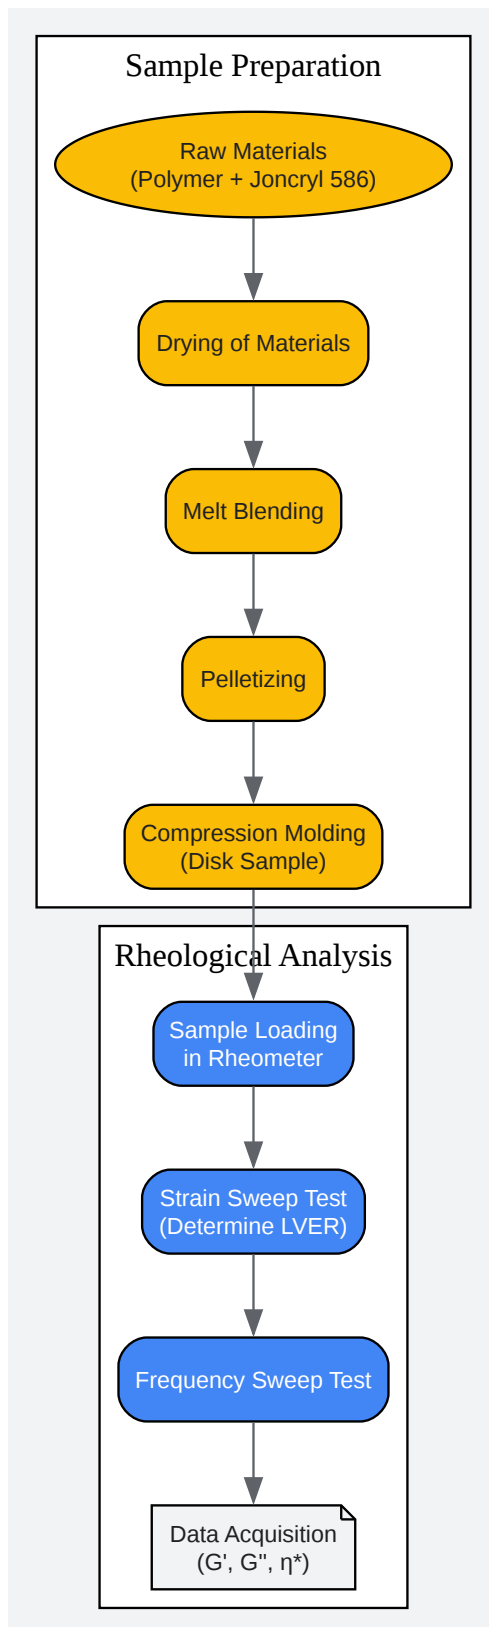 Sample Preparation
Raw Materials
(Polymer + Joncryl 586)
Drying of Materials
Melt Blending
Pelletizing
Compression Molding
(Disk Sample)
Rheological Analysis
Sample Loading
in Rheometer
Strain Sweep Test
(Determine LVER)
Frequency Sweep Test
Data Acquisition
(G', G'', η*)